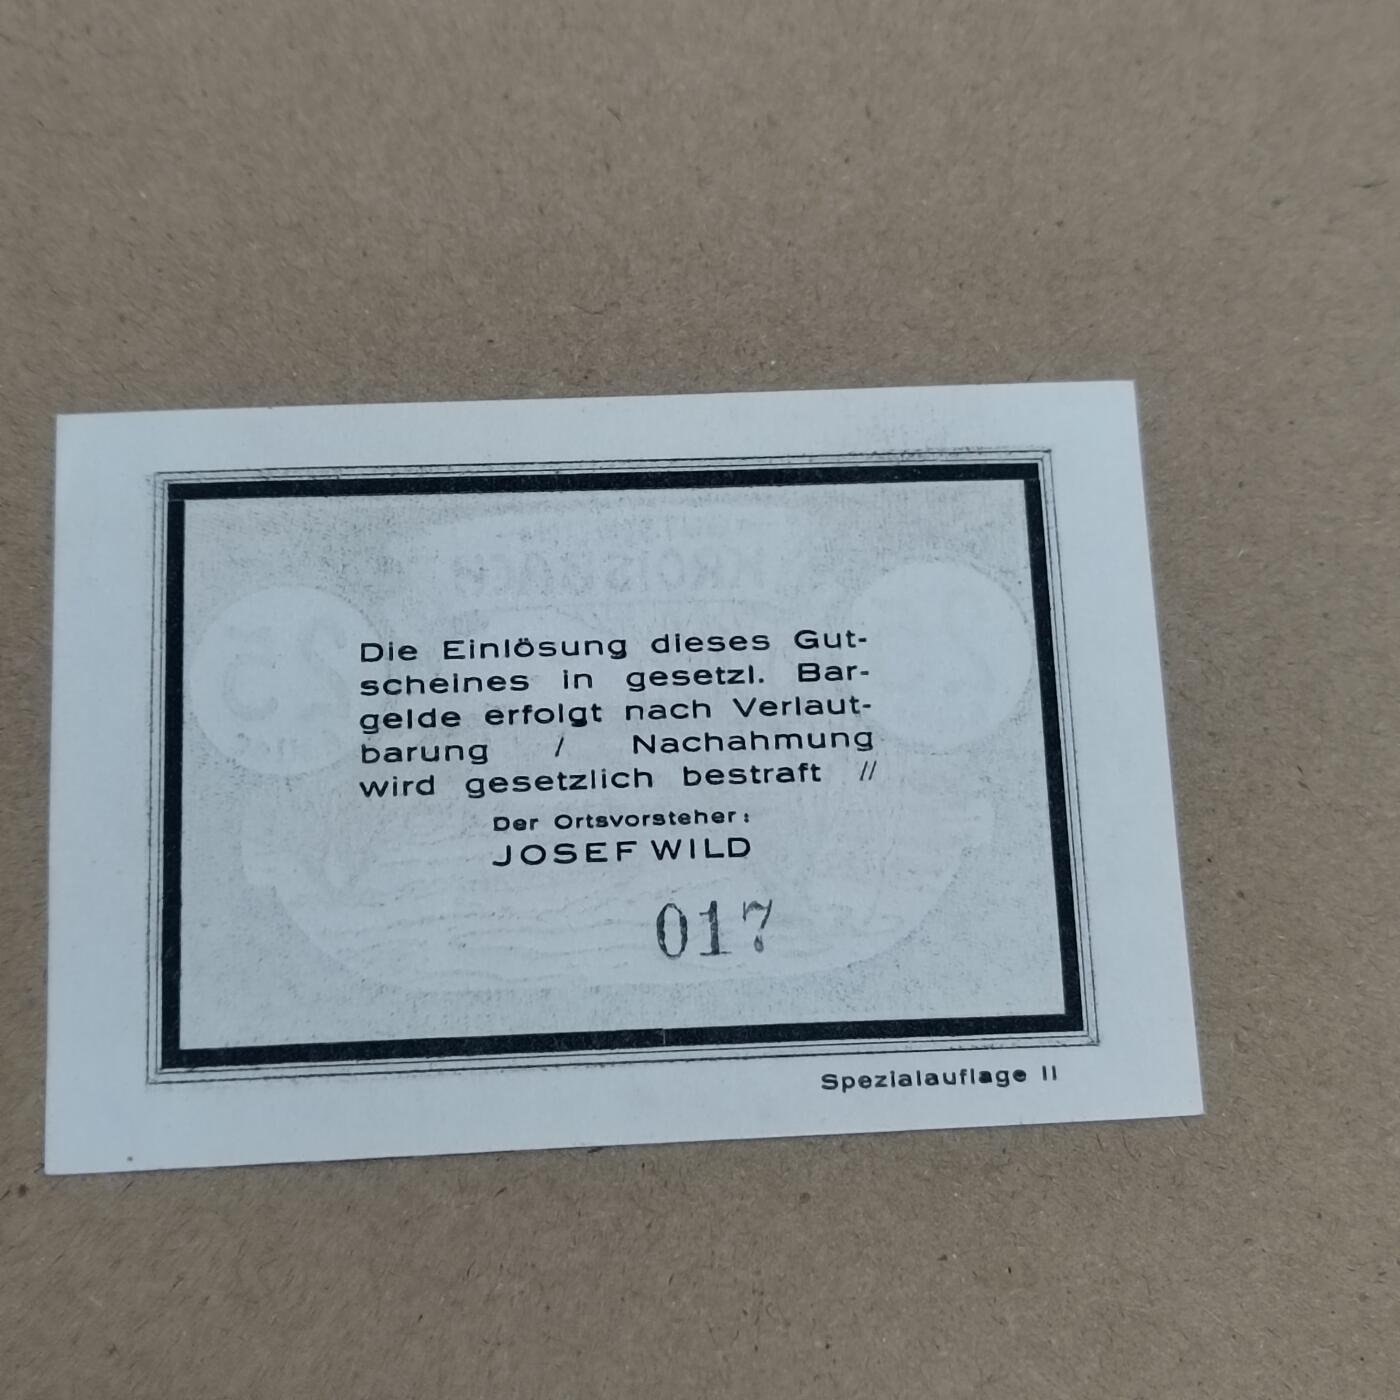 Die Einlösung dieses Gut-
scheines in gesetzl. Bar-
gelde erfolgt nach Verlaut-
barung / Nachahmung
wird gesetzlich bestraft //
Der Ortsvorsteher:
JOSEF WILD
017
Spezialauflage II